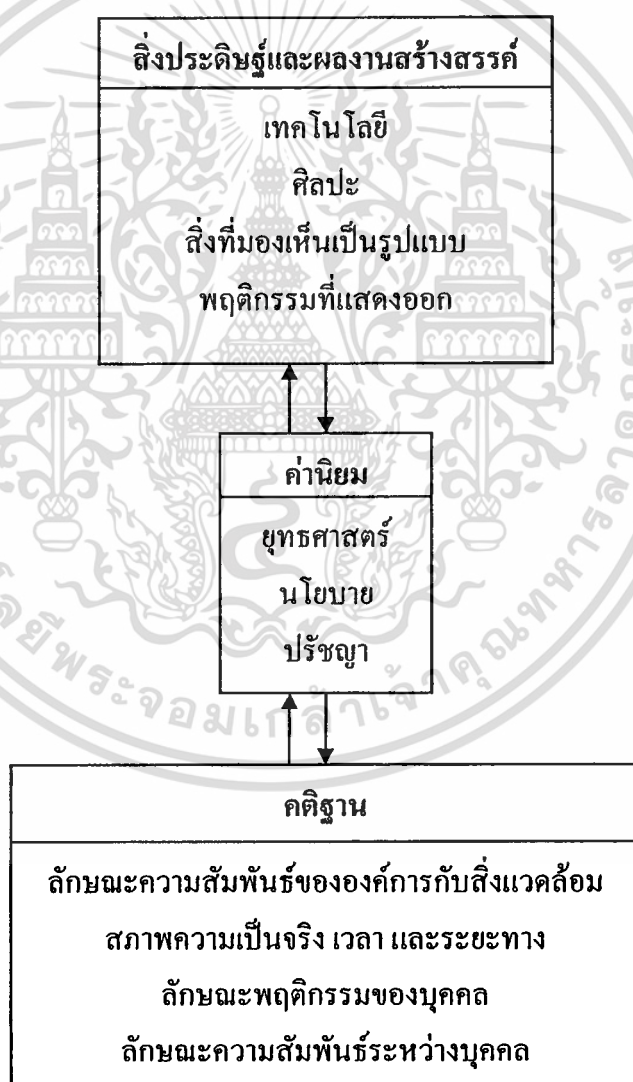 สิ่งประดิษฐ์และผลงานสร้างสรรค์
เทคโนโลยี
ศิลปะ
สิ่งที่มองเห็นเป็นรูปแบบ
พฤติกรรมที่แสดงออก
ค่านิยม
ยุทธศาสตร์
นโยบาย
ปรัชญา
คติฐาน
ลักษณะความสัมพันธ์ขององค์การกับสิ่งแวดล้อม
สภาพความเป็นจริง เวลา และระยะทาง
ลักษณะพฤติกรรมของบุคคล
ลักษณะความสัมพันธ์ระหว่างบุคคล